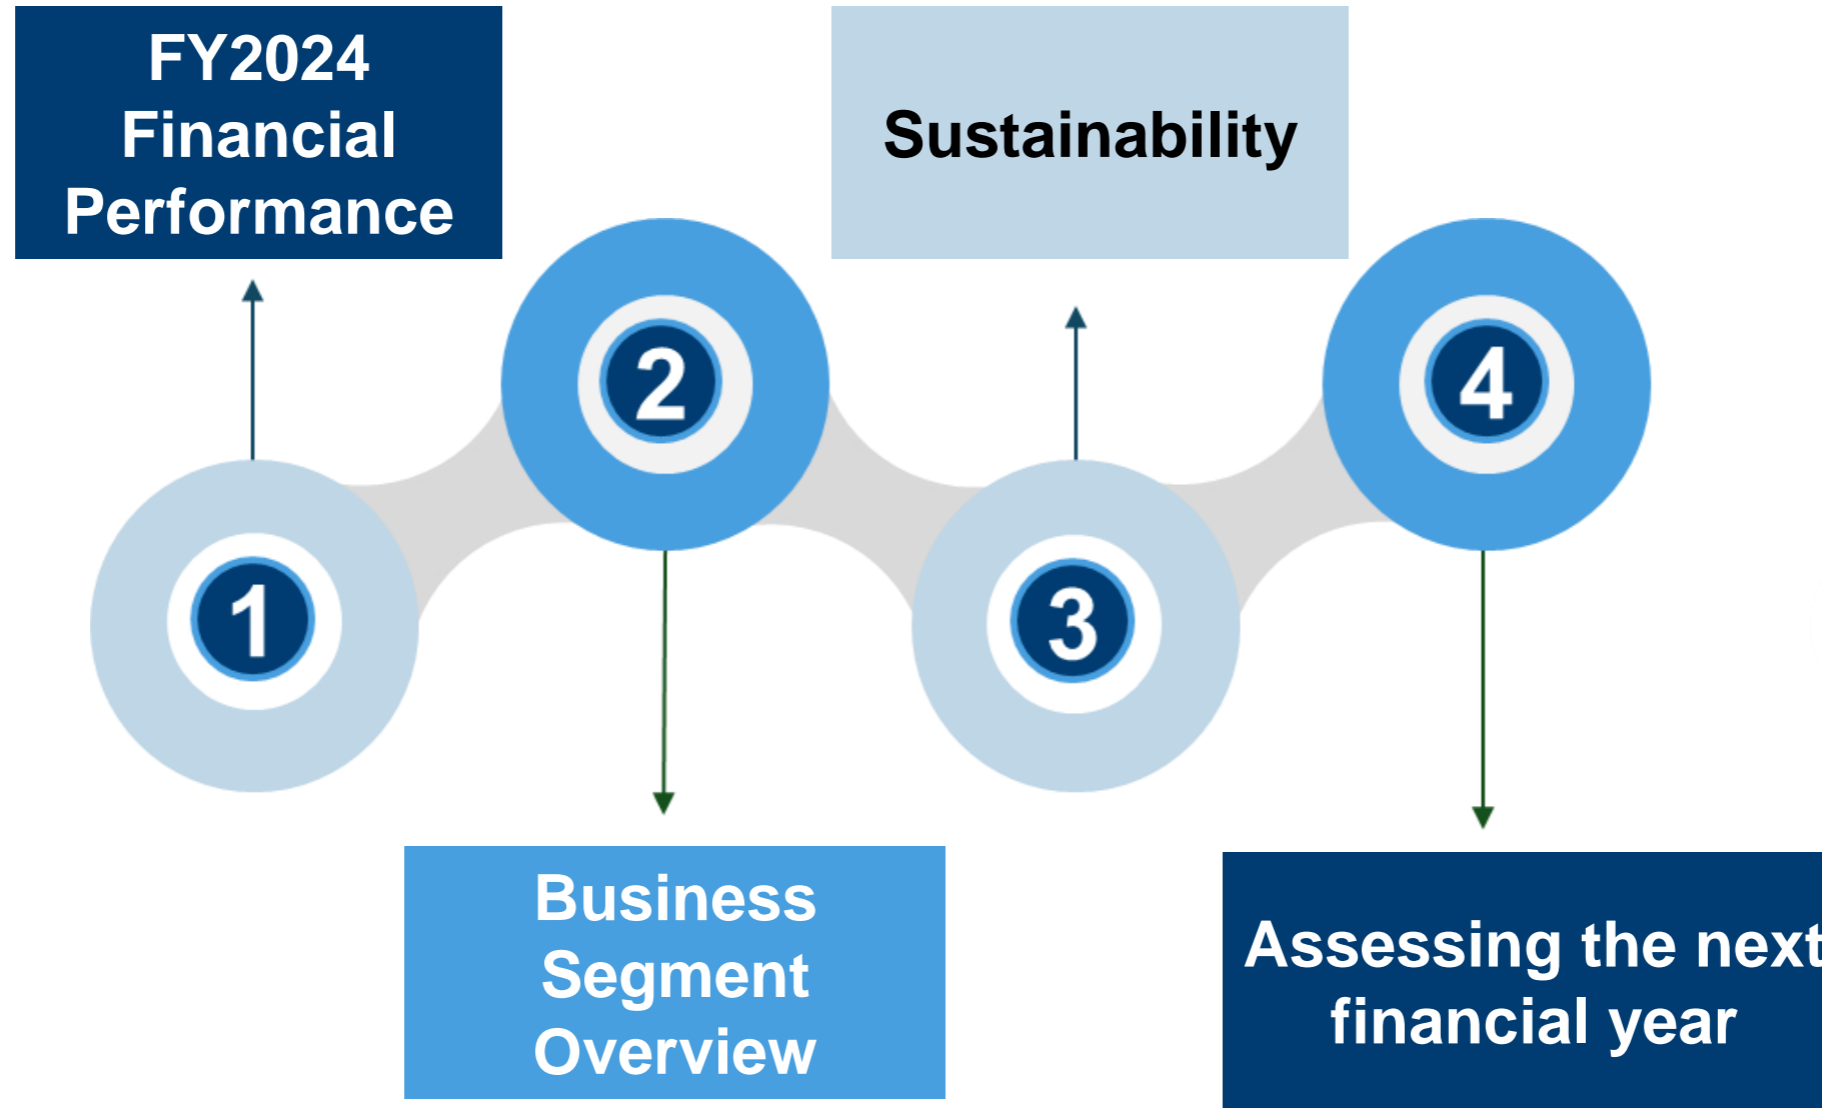 FY2024
Financial
Performance
Sustainability
1
2
3
4
Business
Segment
Overview
Assessing the next
financial year